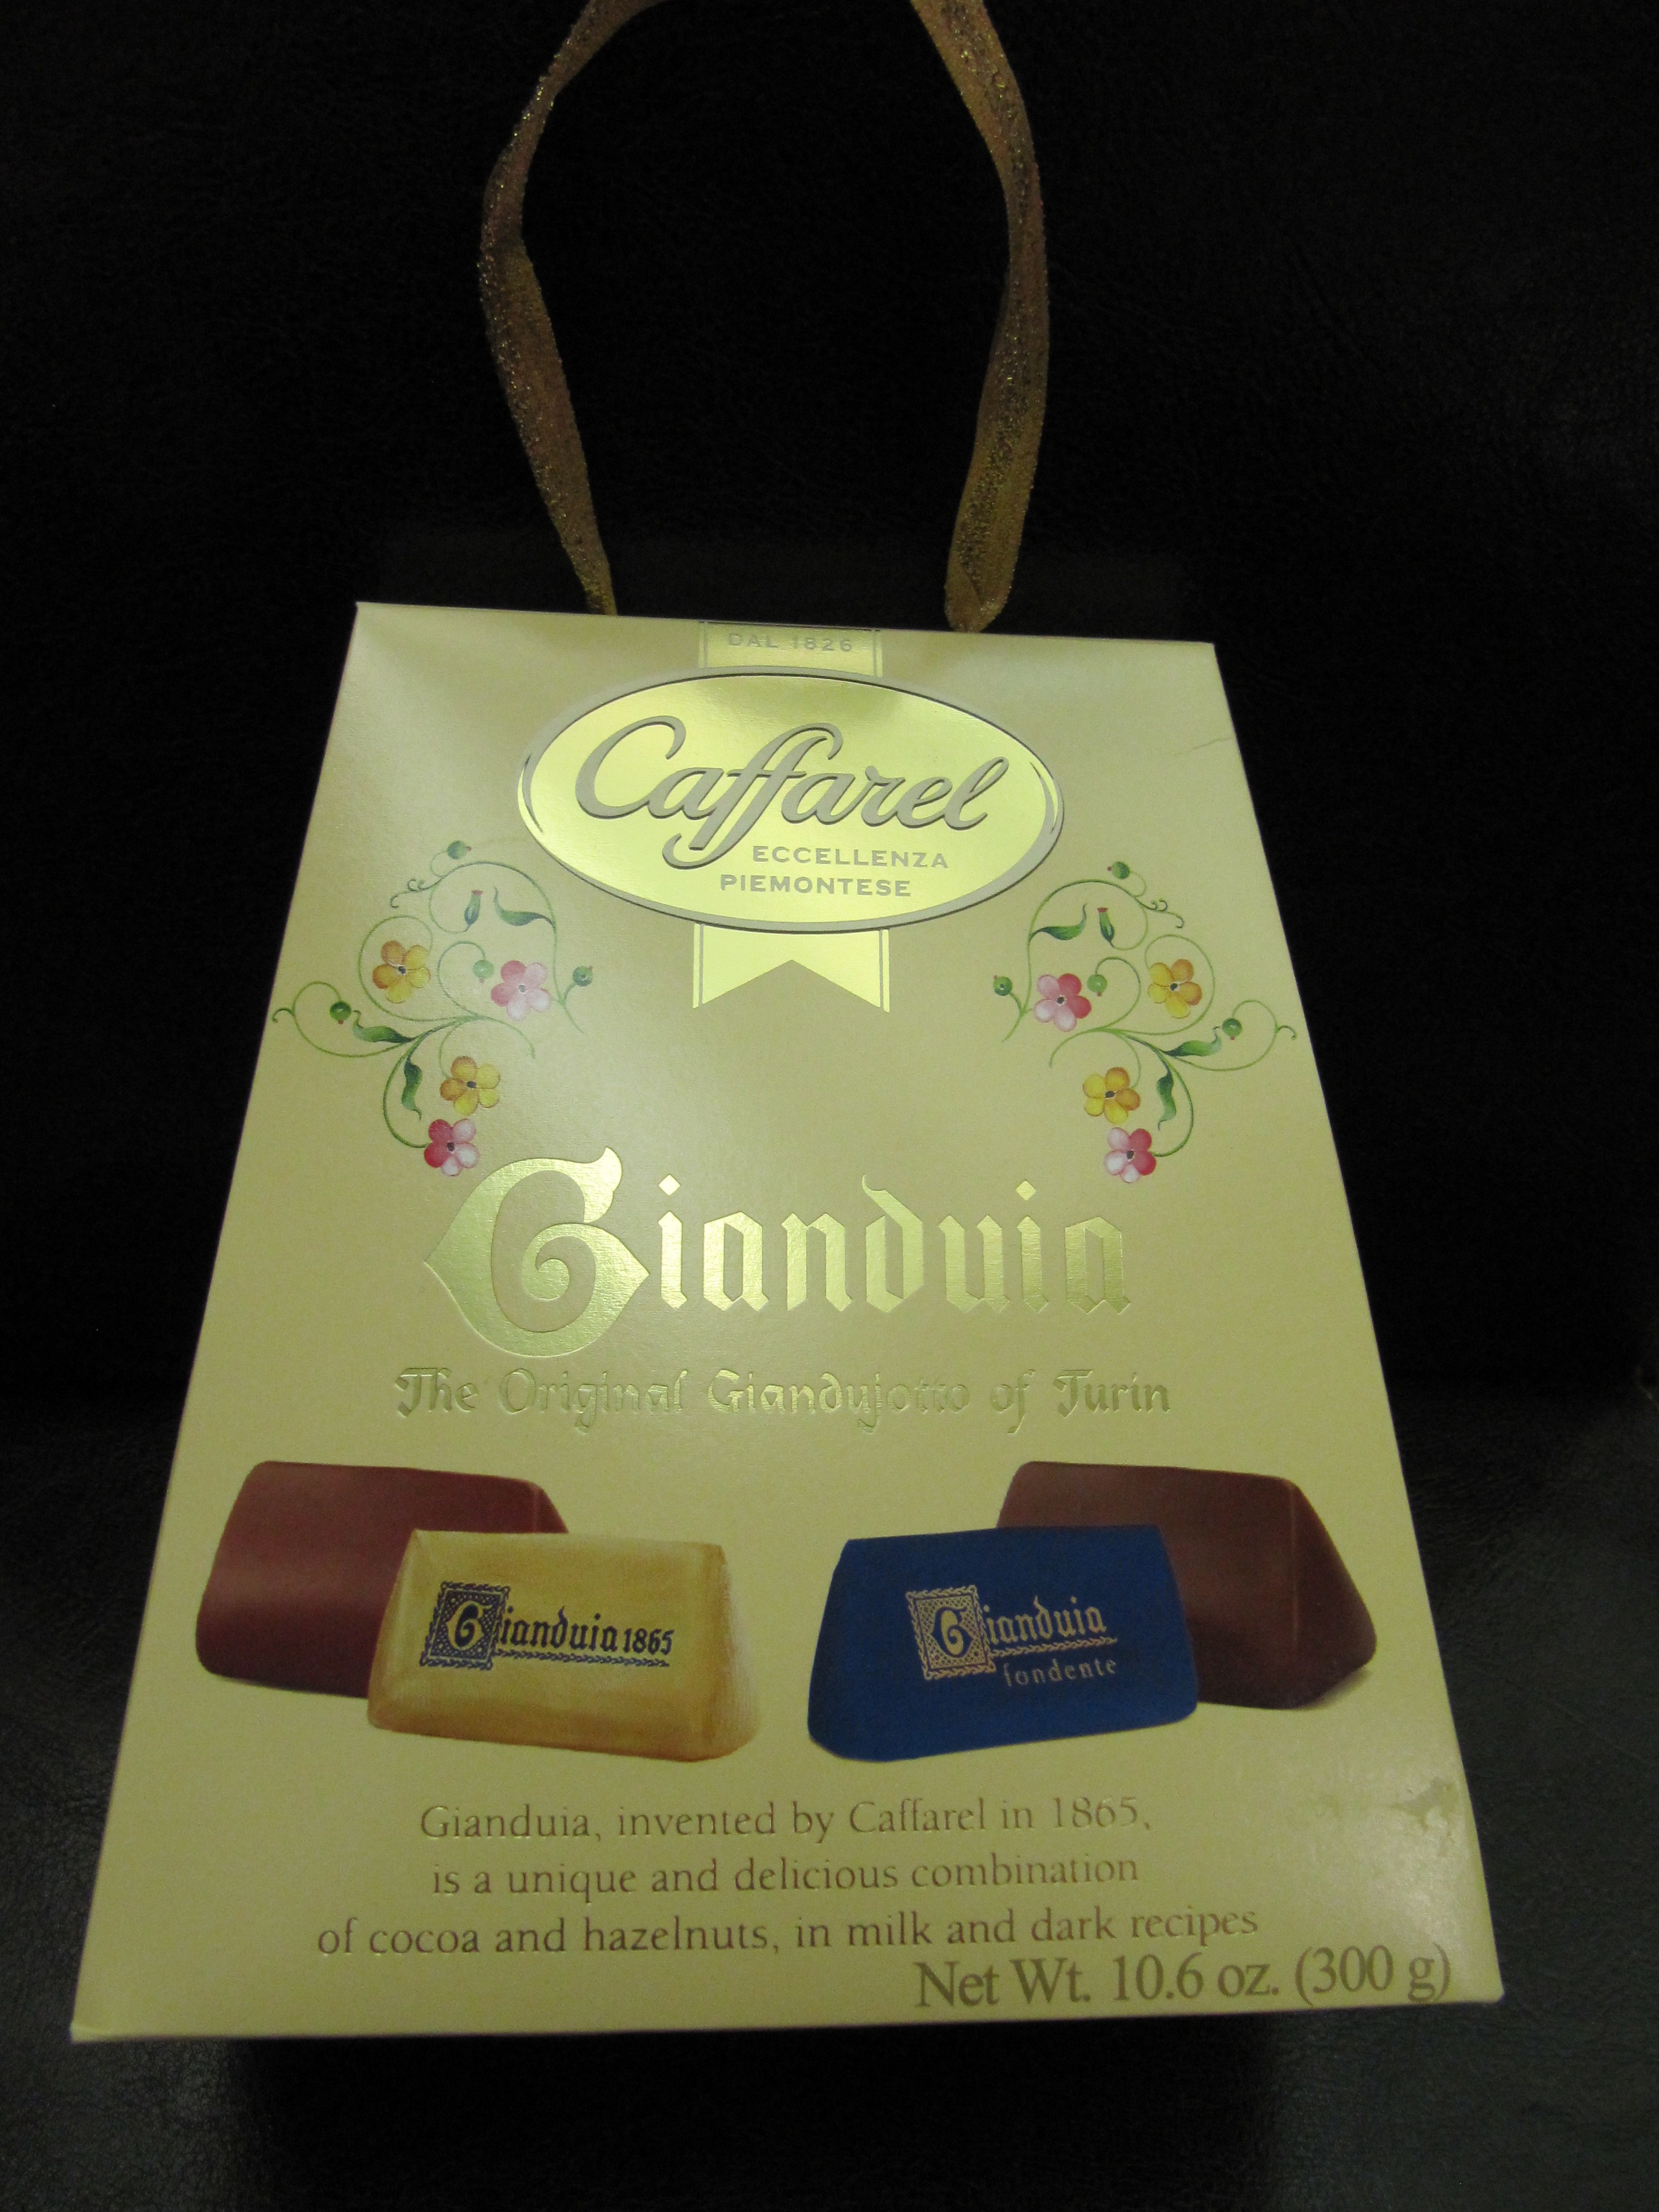 DAL 1826
Caffarel
ECCELLENZA
PIEMONTESE
Gianduia
The Original Giandujotto of Turin
Gianduia 1865
Gianduia
fondente
Gianduia, invented by Caffarel in 1865,
is a unique and delicious combination
of cocoa and hazelnuts, in milk and dark recipes
Net Wt. 10.6 oz. (300 g)